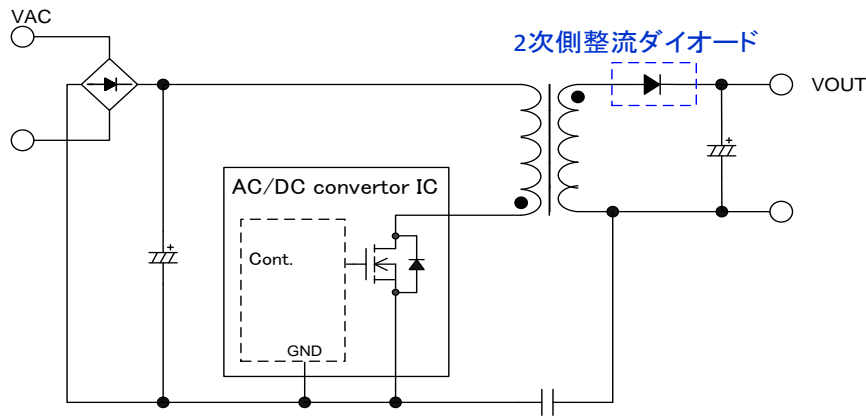 VAC
2次側整流ダイオード
VOUT
+
+
AC/DC convertor IC
Cont.
GND